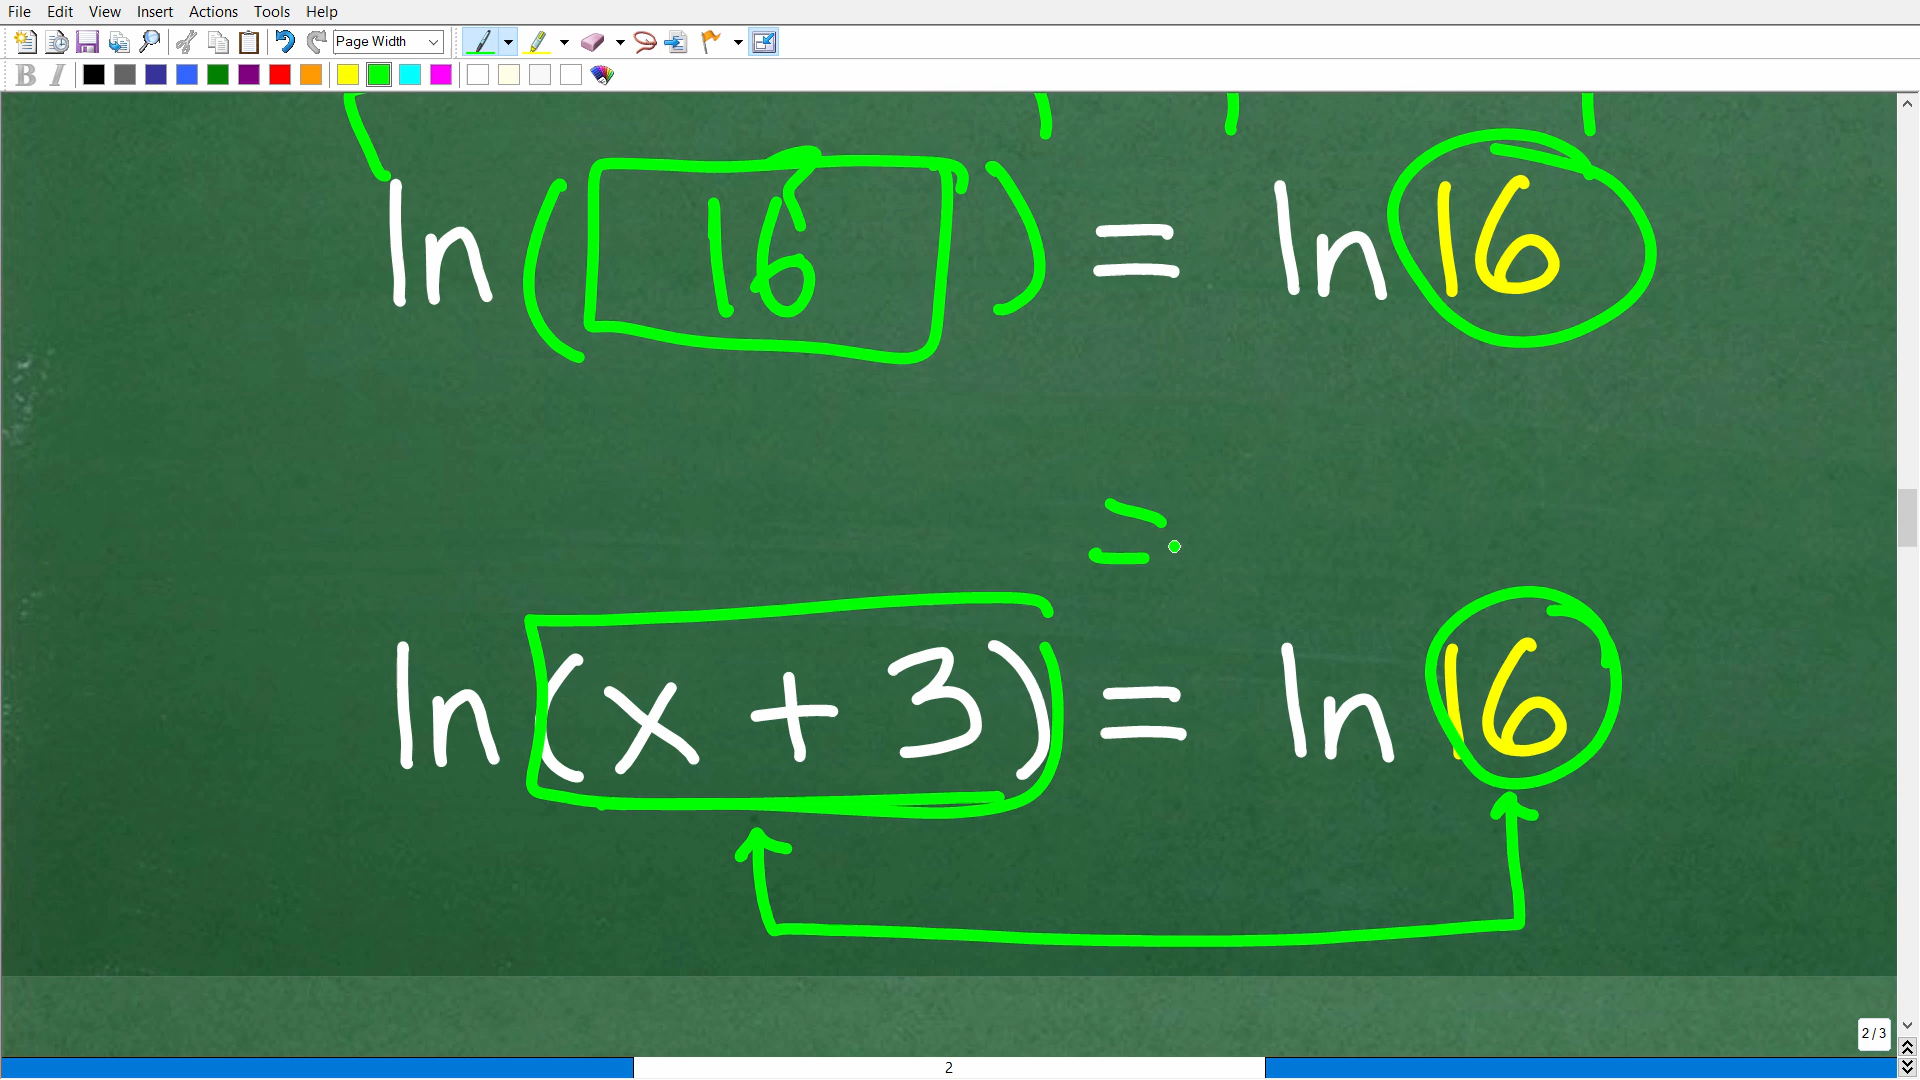 File Edit View Insert Actions Tools Help
Page Width
B I
ln(16) = ln 16
=
ln(x + 3) = ln 16
2 / 3
2